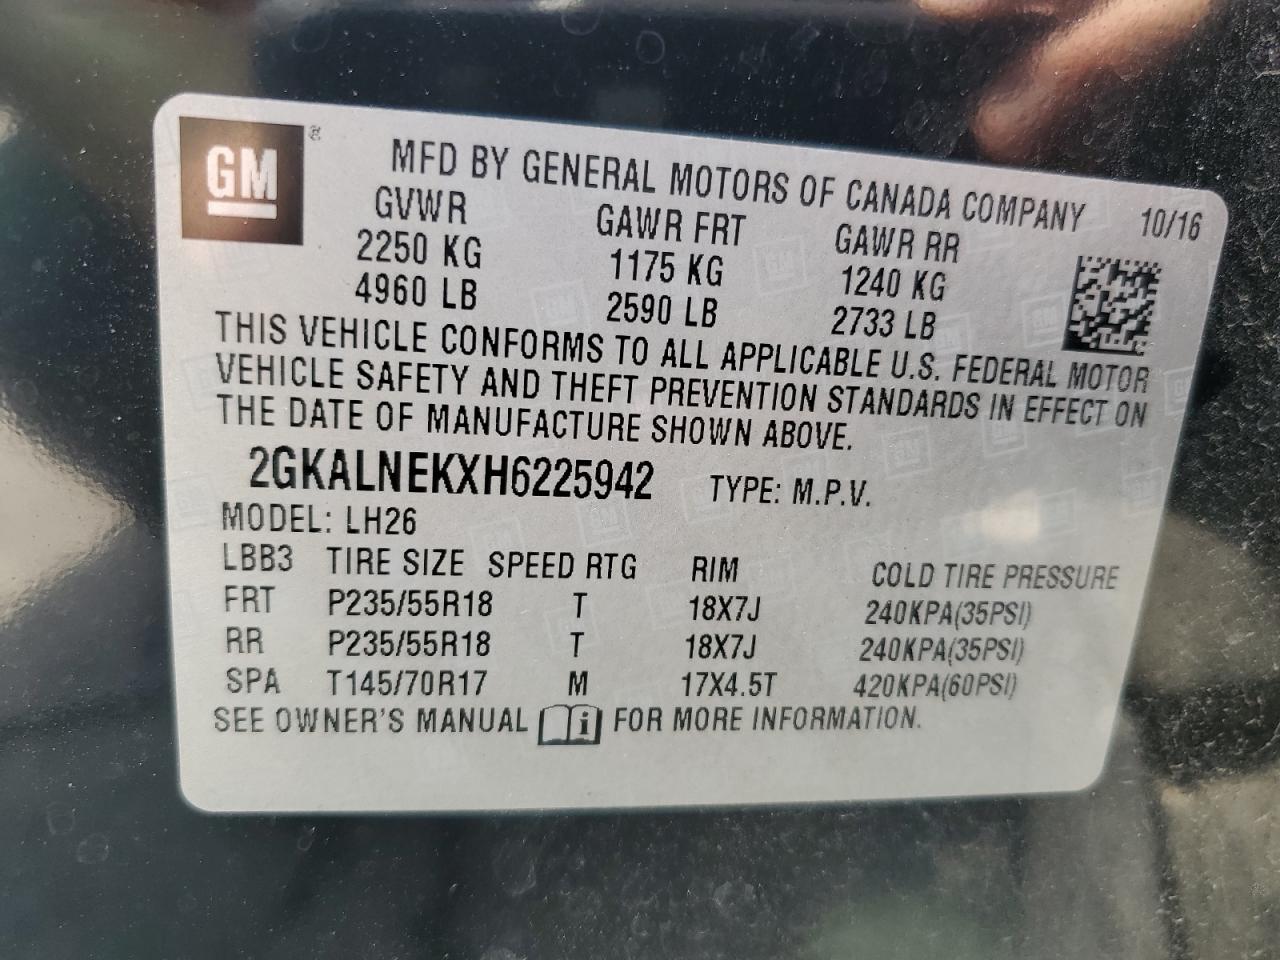 GM ®
MFD BY GENERAL MOTORS OF CANADA COMPANY 10/16
GVWR GAWR FRT GAWR RR
2250 KG 1175 KG 1240 KG
4960 LB 2590 LB 2733 LB
THIS VEHICLE CONFORMS TO ALL APPLICABLE U.S. FEDERAL MOTOR
VEHICLE SAFETY AND THEFT PREVENTION STANDARDS IN EFFECT ON
THE DATE OF MANUFACTURE SHOWN ABOVE.
2GKALNEKXH6225942 TYPE: M.P.V.
MODEL: LH26
LBB3 TIRE SIZE SPEED RTG RIM COLD TIRE PRESSURE
FRT P235/55R18 T 18X7J 240KPA(35PSI)
RR P235/55R18 T 18X7J 240KPA(35PSI)
SPA T145/70R17 M 17X4.5T 420KPA(60PSI)
SEE OWNER'S MANUAL i FOR MORE INFORMATION.